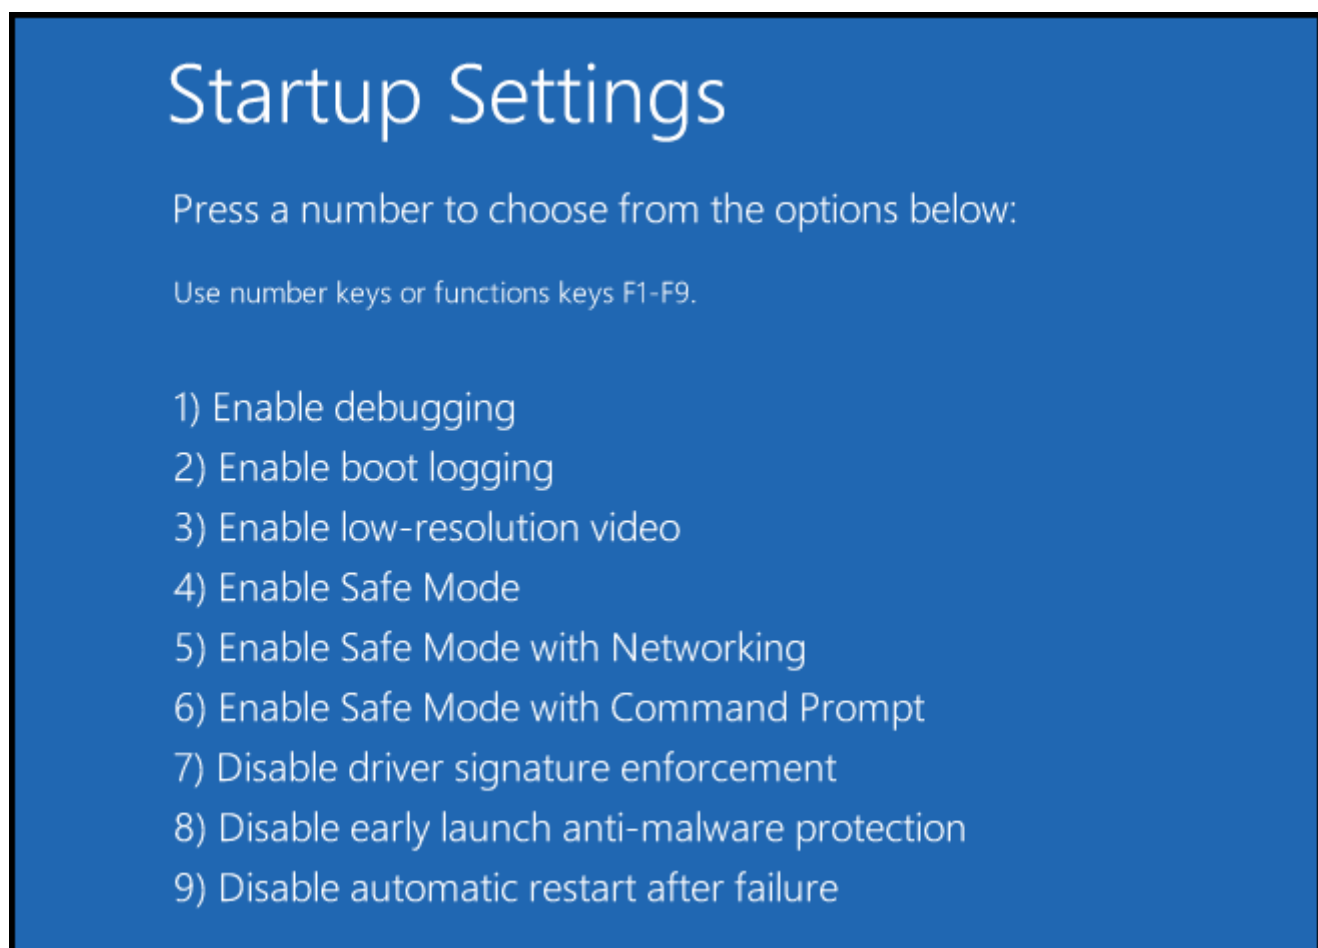 Startup Settings
Press a number to choose from the options below:
Use number keys or functions keys F1-F9.
1) Enable debugging
2) Enable boot logging
3) Enable low-resolution video
4) Enable Safe Mode
5) Enable Safe Mode with Networking
6) Enable Safe Mode with Command Prompt
7) Disable driver signature enforcement
8) Disable early launch anti-malware protection
9) Disable automatic restart after failure